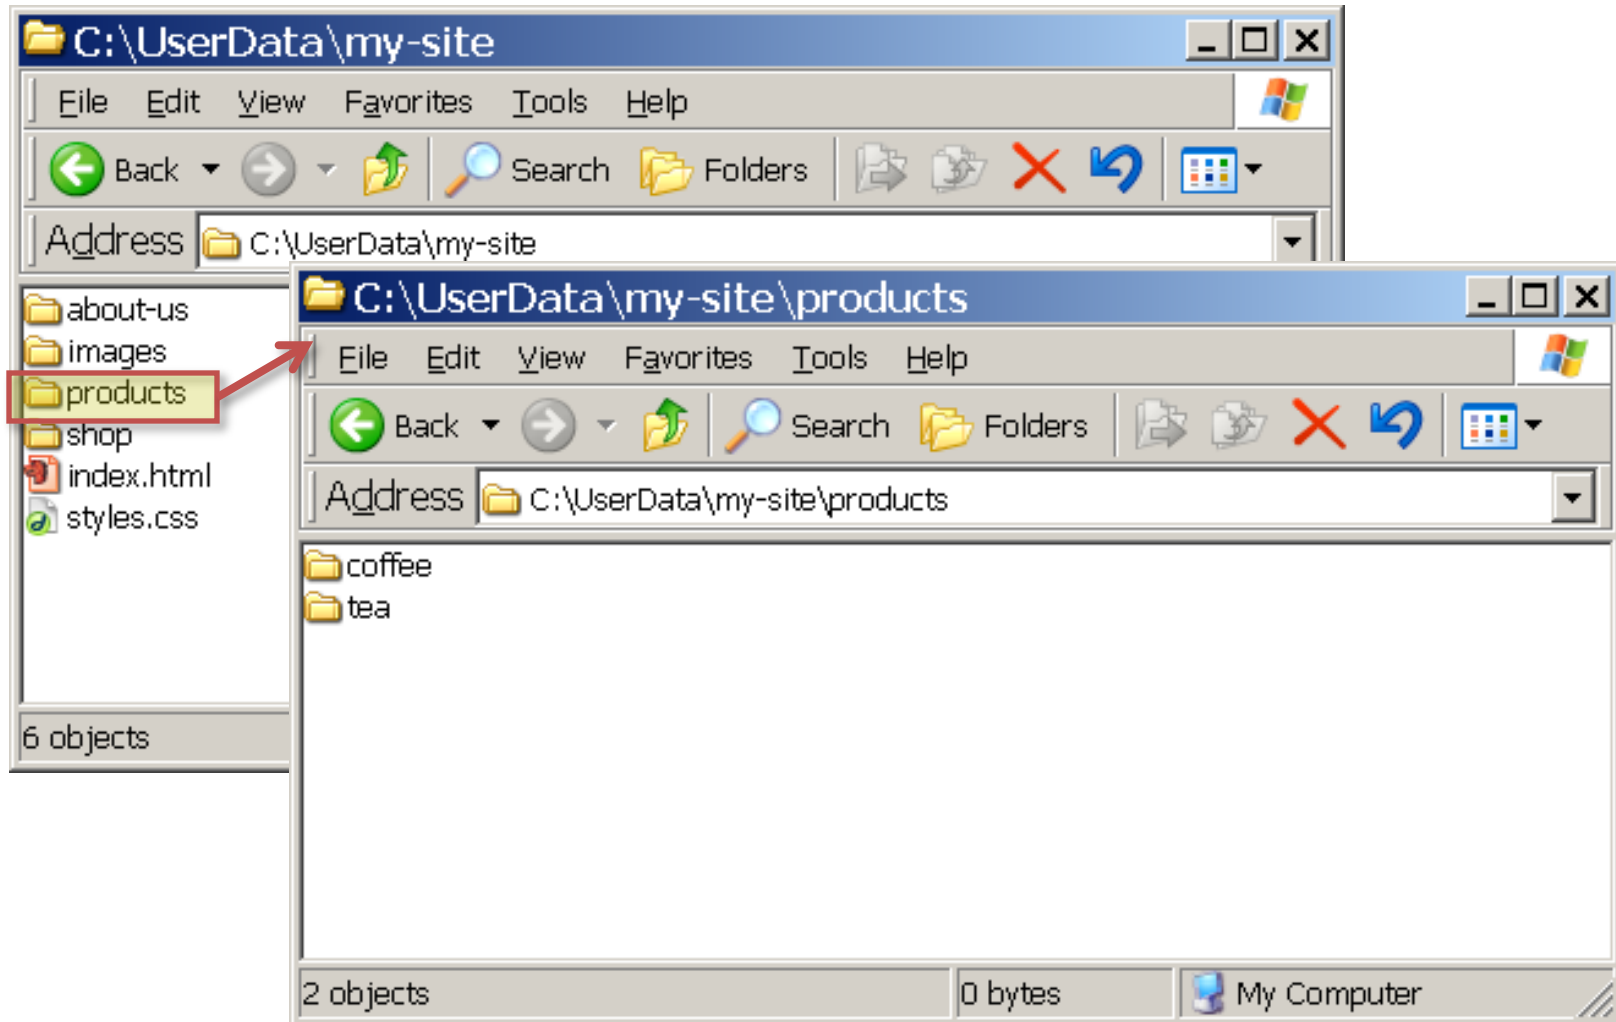 C:\UserData\my-site
File Edit View Favorites Tools Help
Back Search Folders
Address C:\UserData\my-site
about-us
images
products
shop
index.html
styles.css
6 objects
C:\UserData\my-site\products
File Edit View Favorites Tools Help
Back Search Folders
Address C:\UserData\my-site\products
coffee
tea
2 objects 0 bytes My Computer